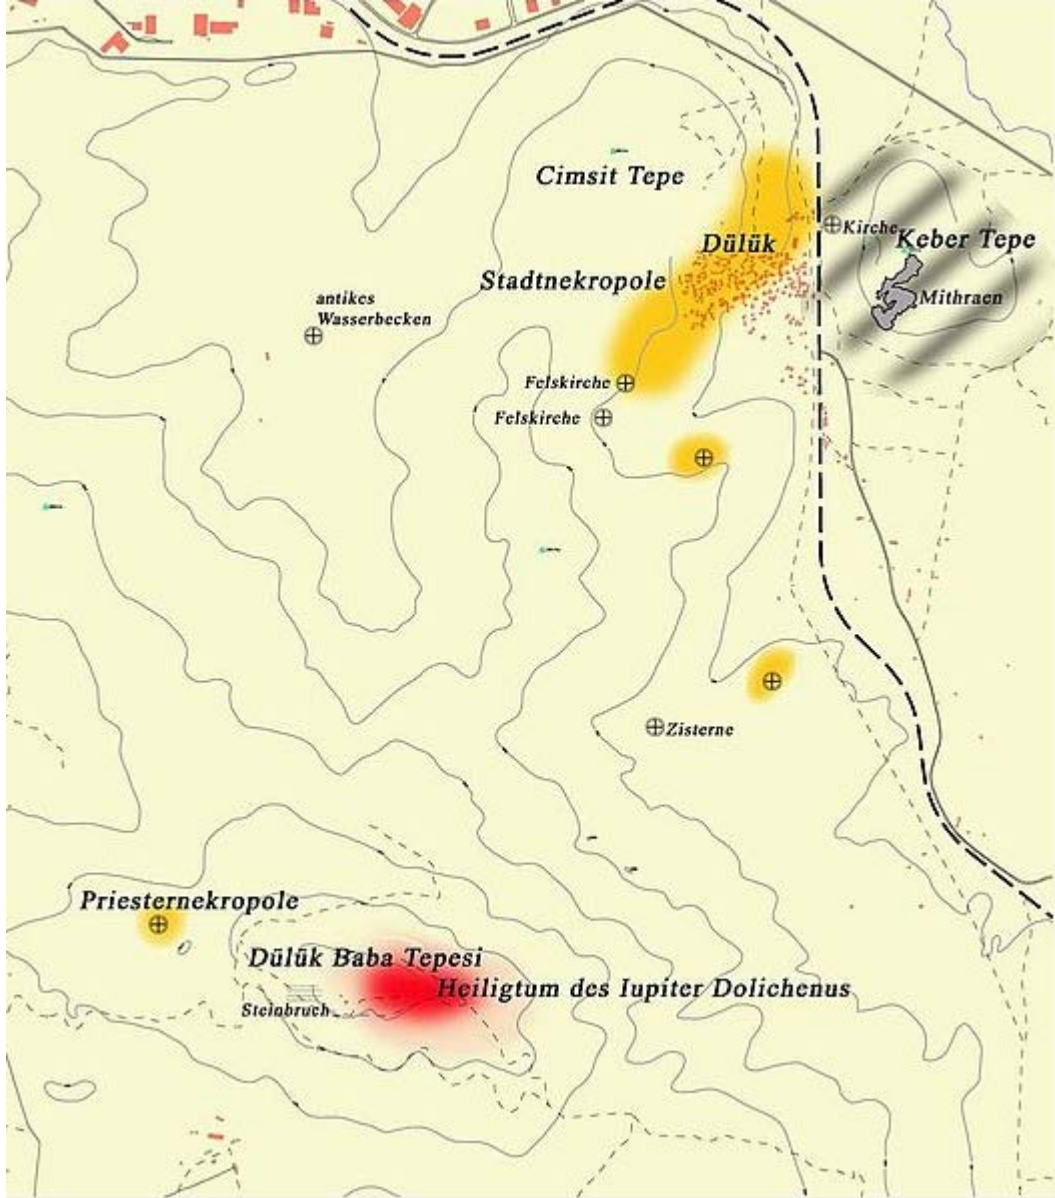 Cimsit Tepe
Kirche
Dülük
Keber Tepe
Stadtnekropole
antikes
Wasserbecken
Mithraen
Felskirche
Felskirche
Zisterne
Priesternekropole
Dülük Baba Tepesi
Heiligtum des Iupiter Dolichenus
Steinbruch